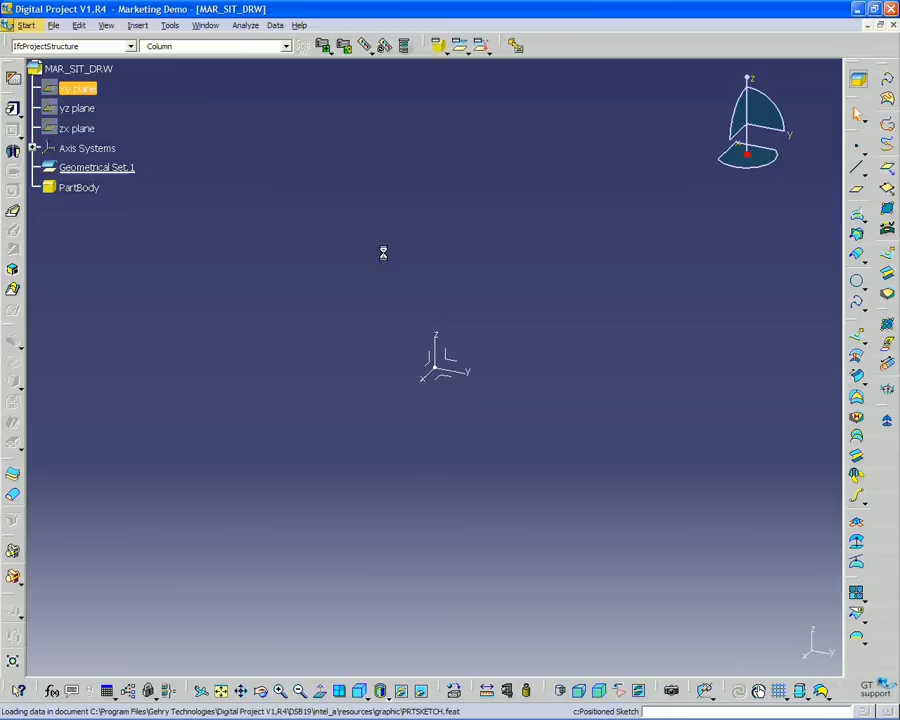 Digital Project V1,R4 - Marketing Demo - [MAR_SIT_DRW]
Start File Edit View Insert Tools Window Analyze Data Help
IfcProjectStructure Column
MAR_SIT_DRW
xy plane
yz plane
zx plane
Axis Systems
Geometrical Set.1
PartBody
z
y
x
z
y
x
z
y
x
f(x)
GT
support
Loading data in document C:\Program Files\Gehry Technologies\Digital Project V1,R4\DSB19\intel_a\resources\graphic\PRTSKETCH.feat c:Positioned Sketch